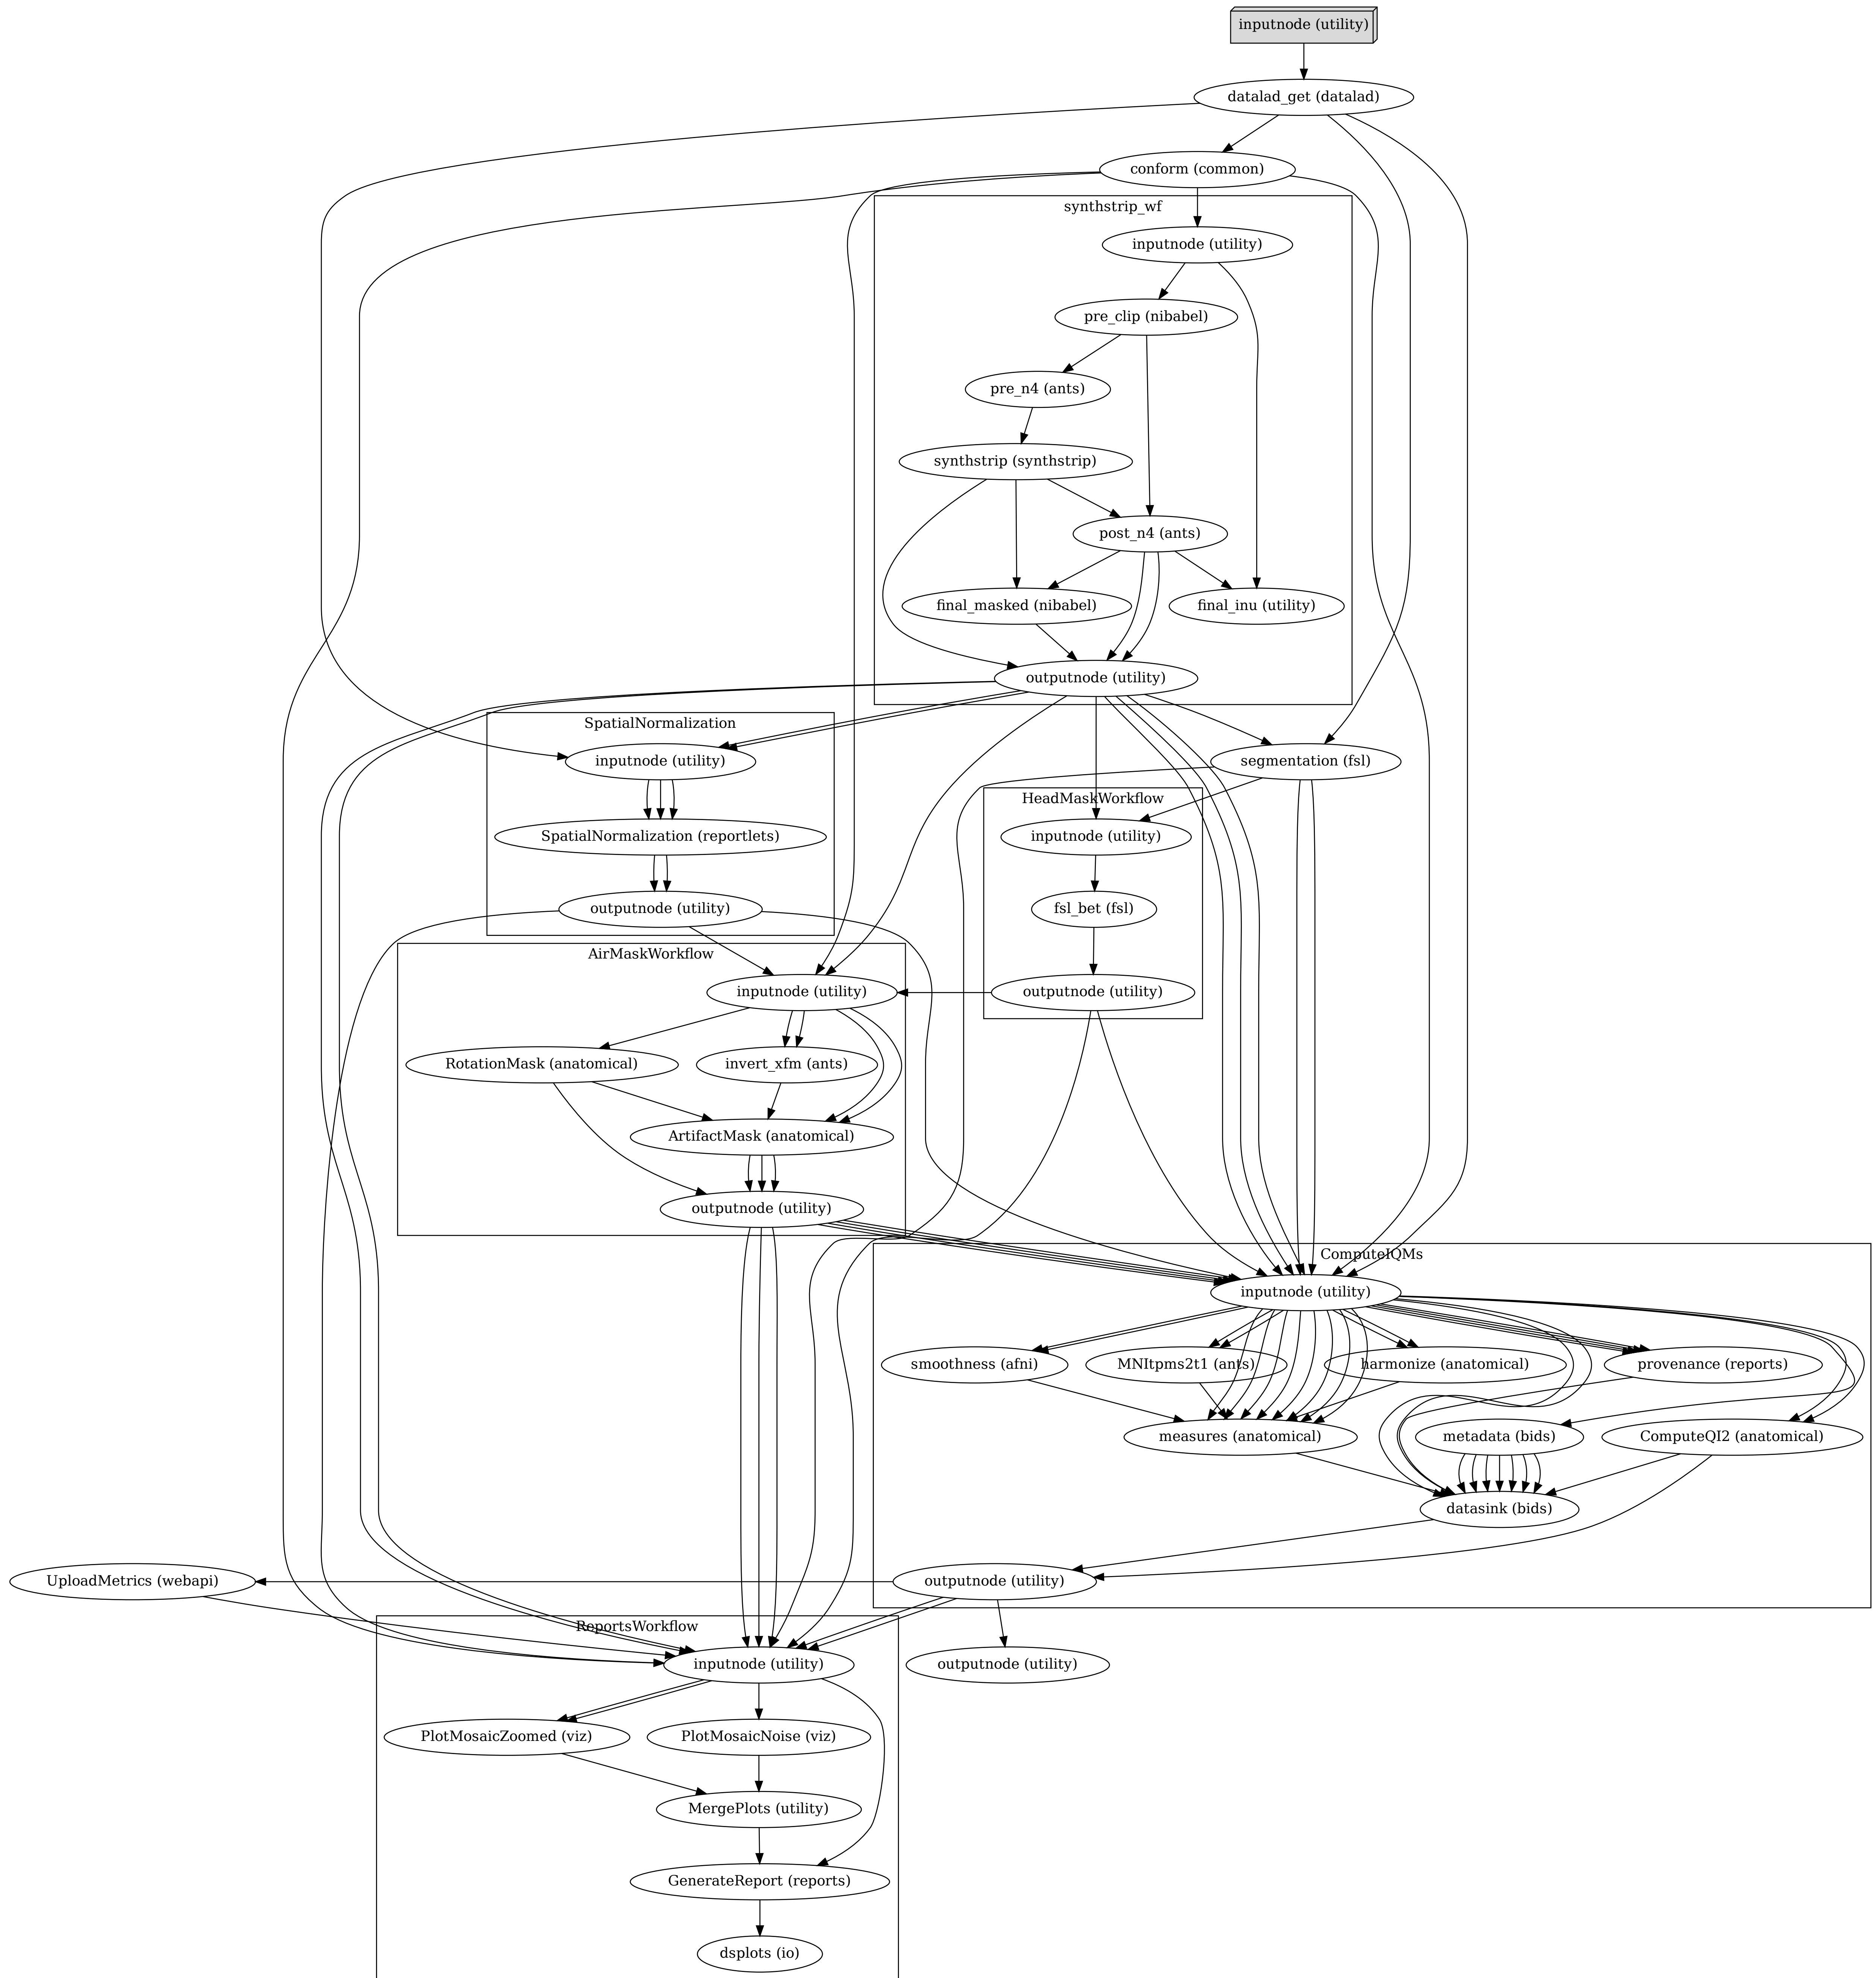 inputnode (utility)
datalad_get (datalad)
conform (common)
synthstrip_wf
inputnode (utility)
pre_clip (nibabel)
pre_n4 (ants)
synthstrip (synthstrip)
post_n4 (ants)
final_masked (nibabel)
final_inu (utility)
outputnode (utility)
SpatialNormalization
inputnode (utility)
segmentation (fsl)
HeadMaskWorkflow
SpatialNormalization (reportlets)
inputnode (utility)
outputnode (utility)
fsl_bet (fsl)
AirMaskWorkflow
inputnode (utility)
outputnode (utility)
RotationMask (anatomical)
invert_xfm (ants)
ArtifactMask (anatomical)
outputnode (utility)
ComputeIQMs
inputnode (utility)
smoothness (afni)
MNItpms2t1 (ants)
harmonize (anatomical)
provenance (reports)
measures (anatomical)
metadata (bids)
ComputeQI2 (anatomical)
datasink (bids)
UploadMetrics (webapi)
outputnode (utility)
ReportsWorkflow
inputnode (utility)
outputnode (utility)
PlotMosaicZoomed (viz)
PlotMosaicNoise (viz)
MergePlots (utility)
GenerateReport (reports)
dsplots (io)